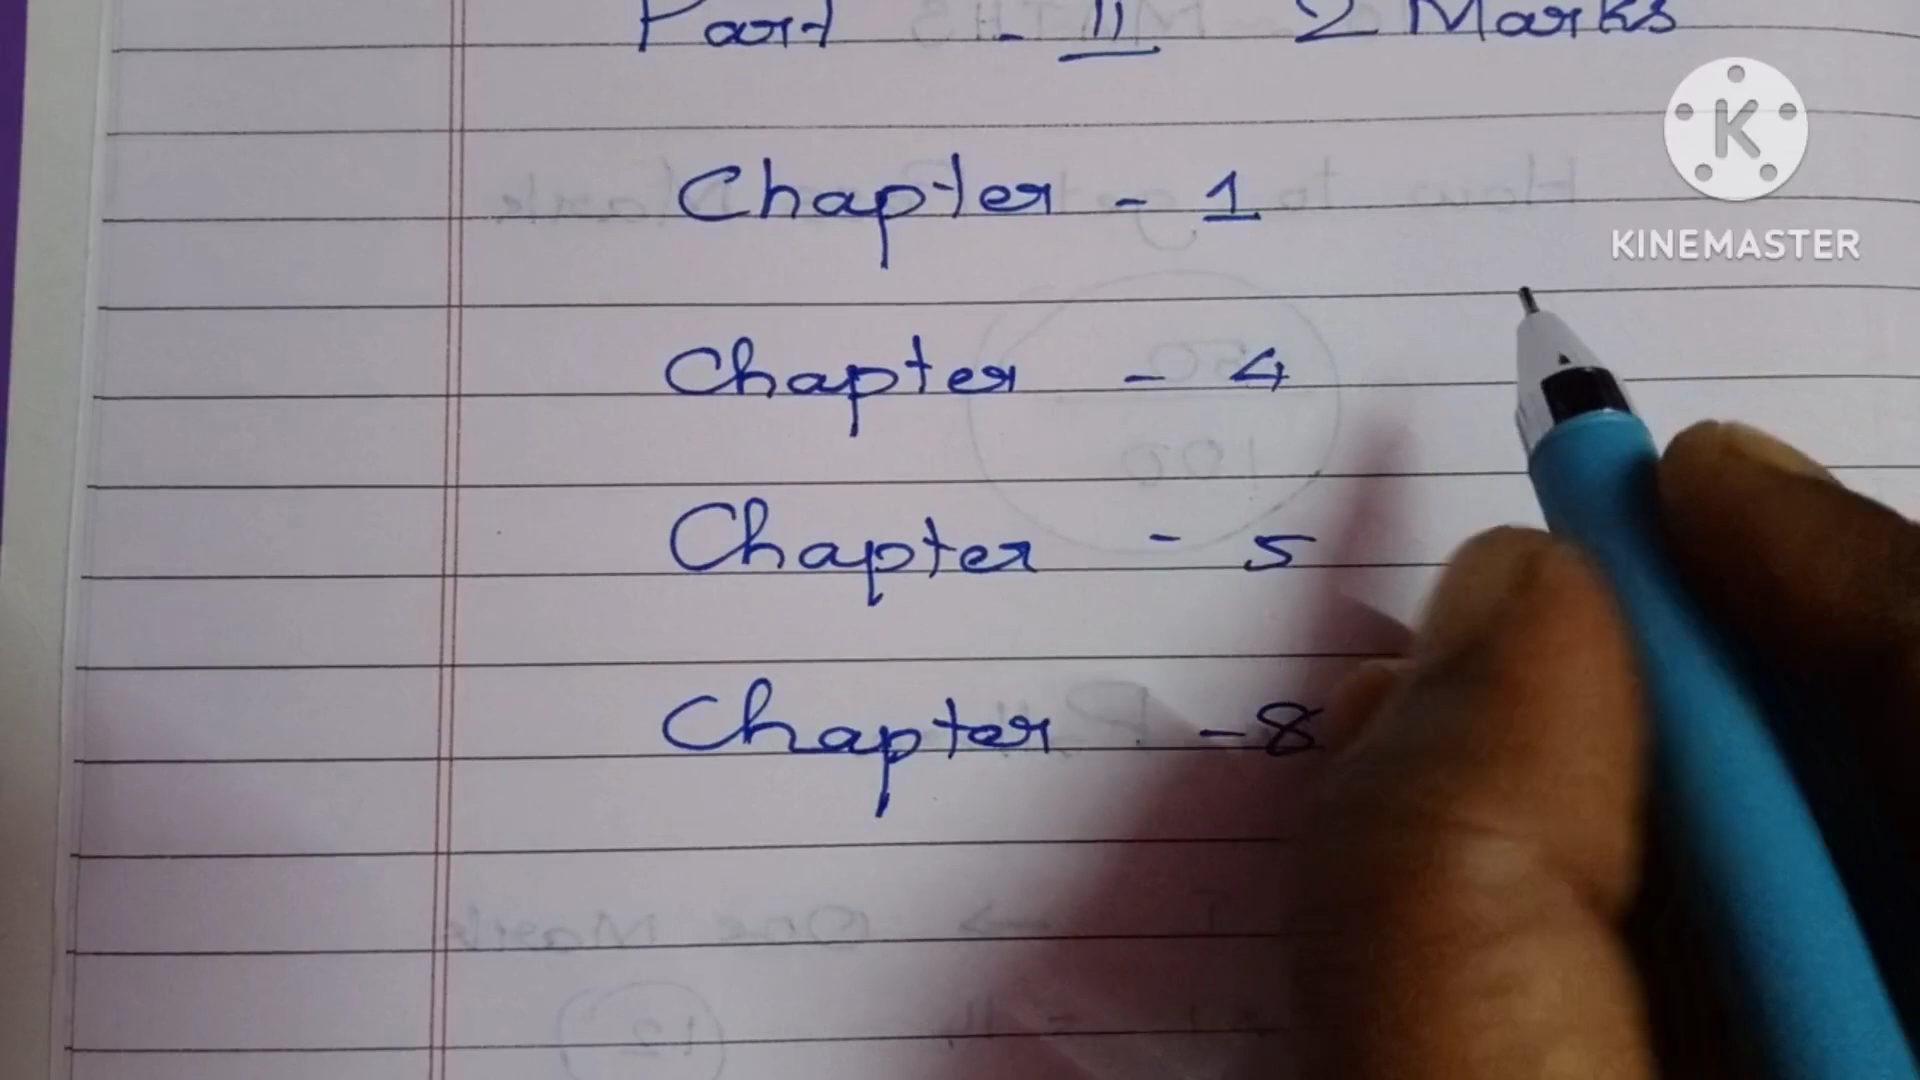 Part - II 2 Marks
Chapter - 1
KINEMASTER
Chapter - 4
Chapter - 5
Chapter - 8